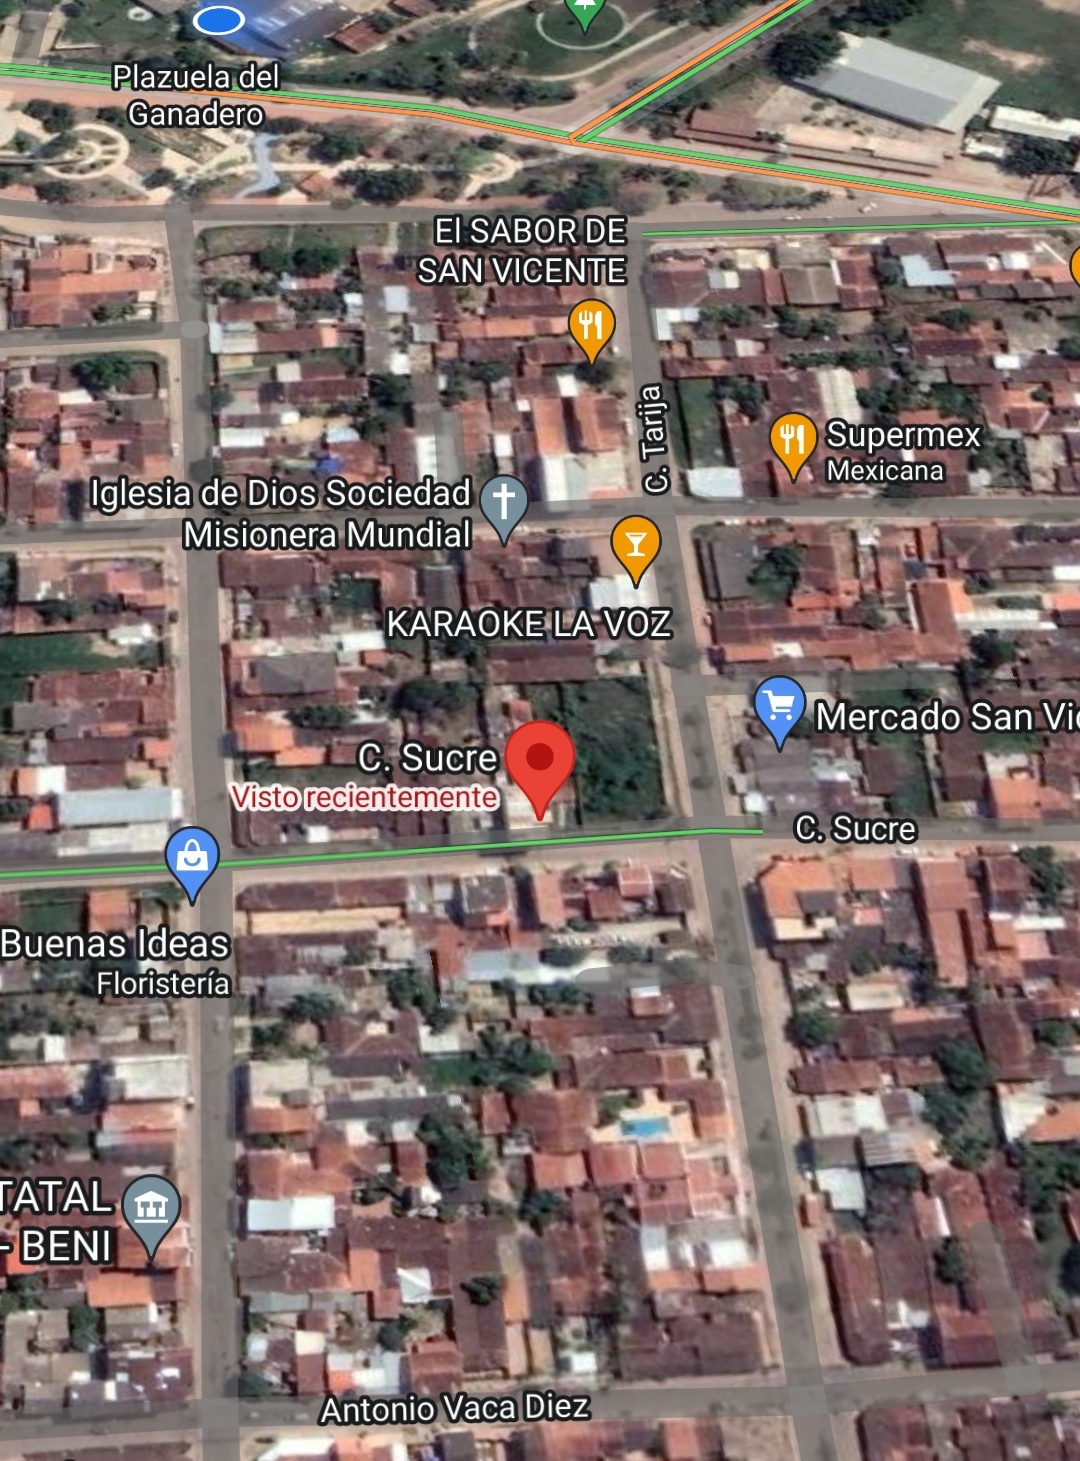 Plazuela del
Ganadero
El SABOR DE
SAN VICENTE
C. Tarija
Supermex
Mexicana
Iglesia de Dios Sociedad
Misionera Mundial
KARAOKE LA VOZ
Mercado San Vic
C. Sucre
Visto recientemente
C. Sucre
Buenas Ideas
Floristería
TATAL
- BENI
Antonio Vaca Diez